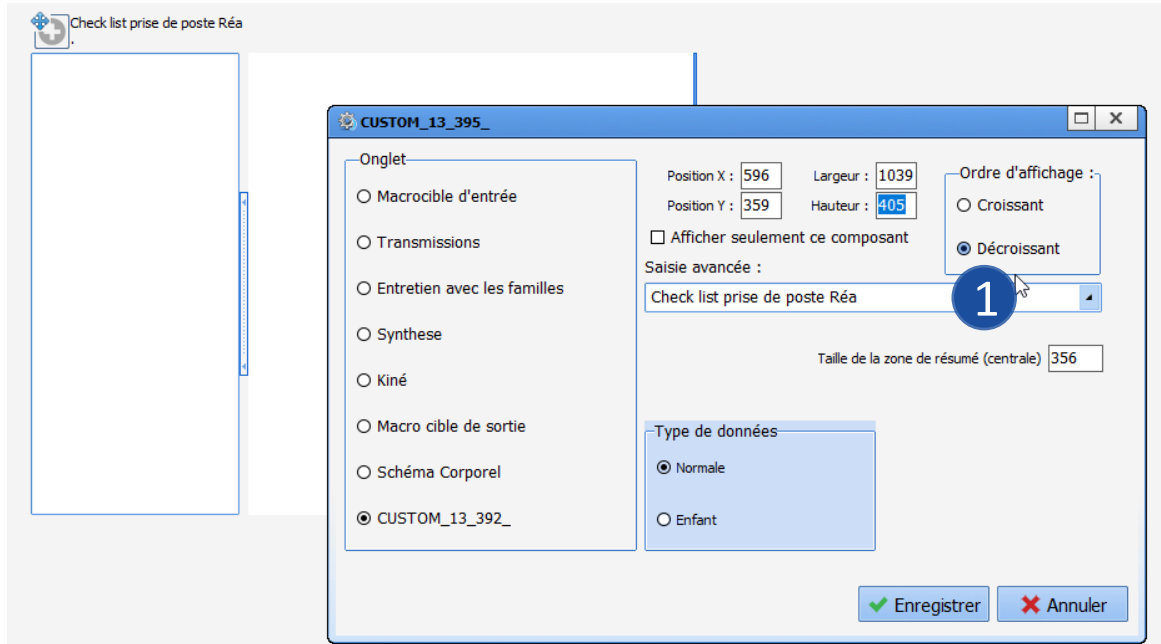 Check list prise de poste Réa
.
CUSTOM_13_395_
Onglet
Macrocible d'entrée
Transmissions
Entretien avec les familles
Synthese
Kiné
Macro cible de sortie
Schéma Corporel
CUSTOM_13_392_
Position X : 596 Largeur : 1039
Position Y : 359 Hauteur : 405
Afficher seulement ce composant
Ordre d'affichage :
Croissant
Décroissant
Saisie avancée :
Check list prise de poste Réa
1
Taille de la zone de résumé (centrale) 356
Type de données
Normale
Enfant
Enregistrer Annuler